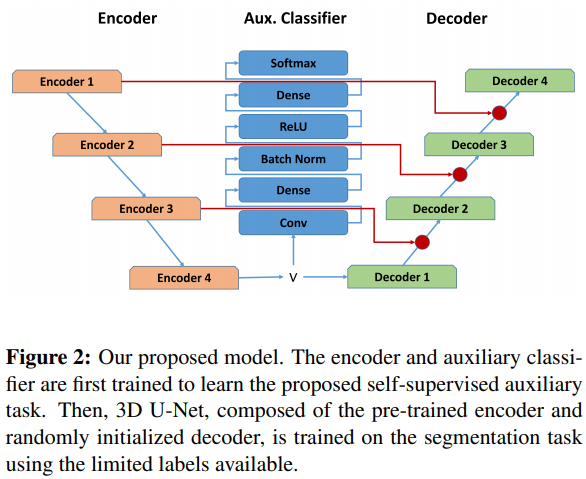 Encoder
Aux. Classifier
Decoder
Encoder 1
Encoder 2
Encoder 3
Encoder 4
Softmax
Dense
ReLU
Batch Norm
Dense
Conv
V
Decoder 4
Decoder 3
Decoder 2
Decoder 1
Figure 2: Our proposed model. The encoder and auxiliary classi-
fier are first trained to learn the proposed self-supervised auxiliary
task. Then, 3D U-Net, composed of the pre-trained encoder and
randomly initialized decoder, is trained on the segmentation task
using the limited labels available.